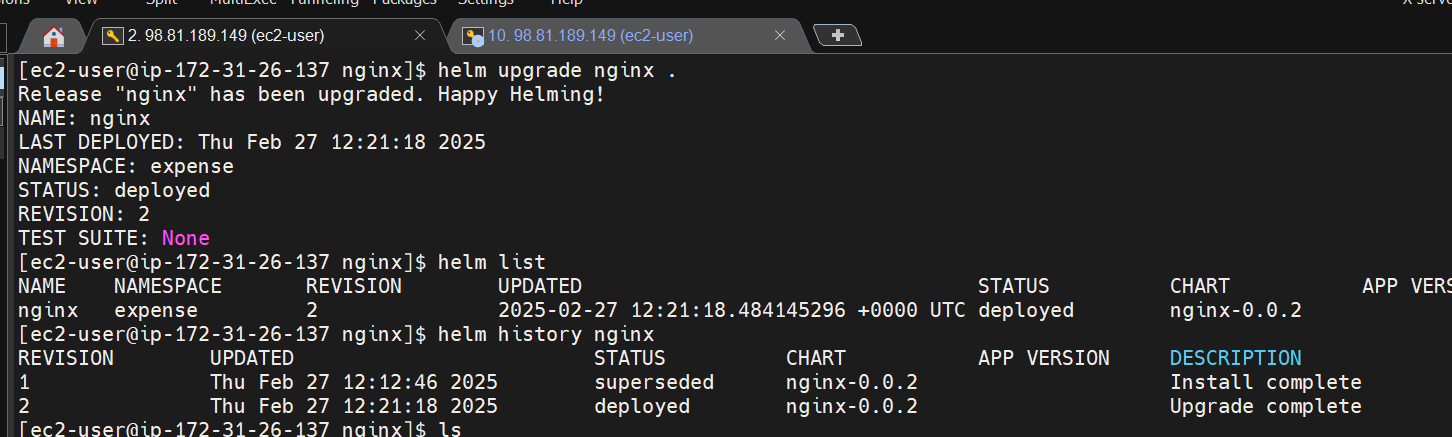 View Split MultiExec Tunneling Packages Settings Help
2. 98.81.189.149 (ec2-user) 10. 98.81.189.149 (ec2-user)
[ec2-user@ip-172-31-26-137 nginx]$ helm upgrade nginx .
Release "nginx" has been upgraded. Happy Helming!
NAME: nginx
LAST DEPLOYED: Thu Feb 27 12:21:18 2025
NAMESPACE: expense
STATUS: deployed
REVISION: 2
TEST SUITE: None
[ec2-user@ip-172-31-26-137 nginx]$ helm list
NAME NAMESPACE REVISION UPDATED STATUS CHART APP VERS
nginx expense 2 2025-02-27 12:21:18.484145296 +0000 UTC deployed nginx-0.0.2
[ec2-user@ip-172-31-26-137 nginx]$ helm history nginx
REVISION UPDATED STATUS CHART APP VERSION DESCRIPTION
1 Thu Feb 27 12:12:46 2025 superseded nginx-0.0.2 Install complete
2 Thu Feb 27 12:21:18 2025 deployed nginx-0.0.2 Upgrade complete
[ec2-user@ip-172-31-26-137 nginx]$ ls